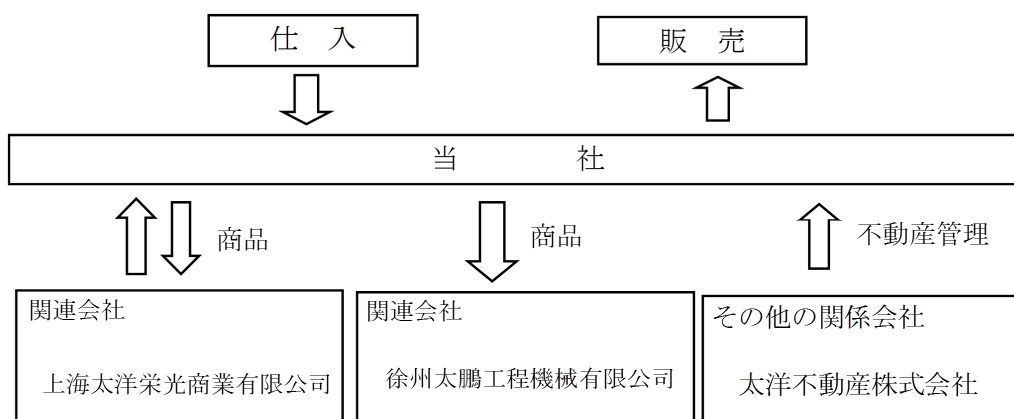 仕　入
販　売
当　　　社
商品
商品
不動産管理
関連会社
上海太洋栄光商業有限公司
関連会社
徐州太鵬工程機械有限公司
その他の関係会社
太洋不動産株式会社